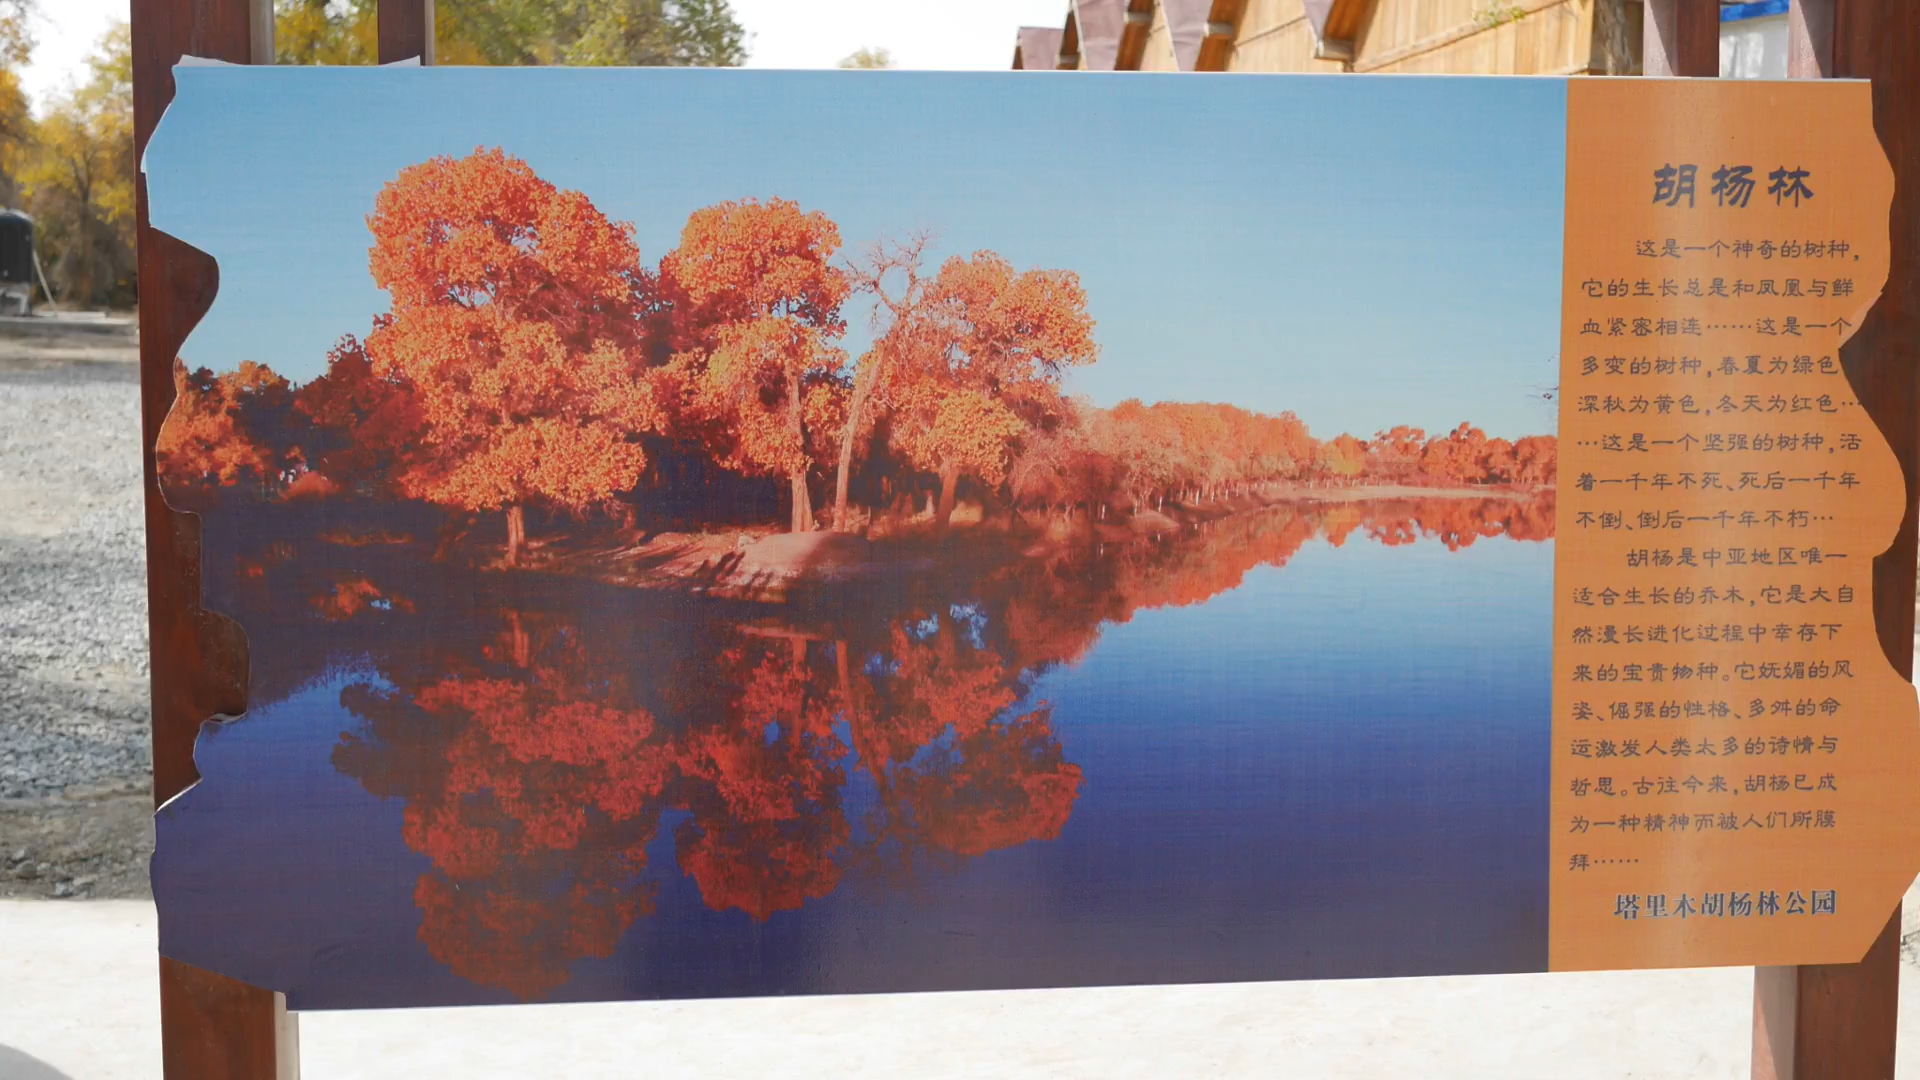 胡杨林
这是一个神奇的树种，
它的生长总是和凤凰与鲜
血紧密相连……这是一个
多变的树种，春夏为绿色
深秋为黄色，冬天为红色…
…这是一个坚强的树种，活
着一千年不死、死后一千年
不倒、倒后一千年不朽…
胡杨是中亚地区唯一
适合生长的乔木，它是大自
然漫长进化过程中幸存下
来的宝贵物种。它妩媚的风
姿、倔强的性格、多舛的命
运激发人类太多的诗情与
哲思。古往今来，胡杨已成
为一种精神而被人们所膜
拜……
塔里木胡杨林公园